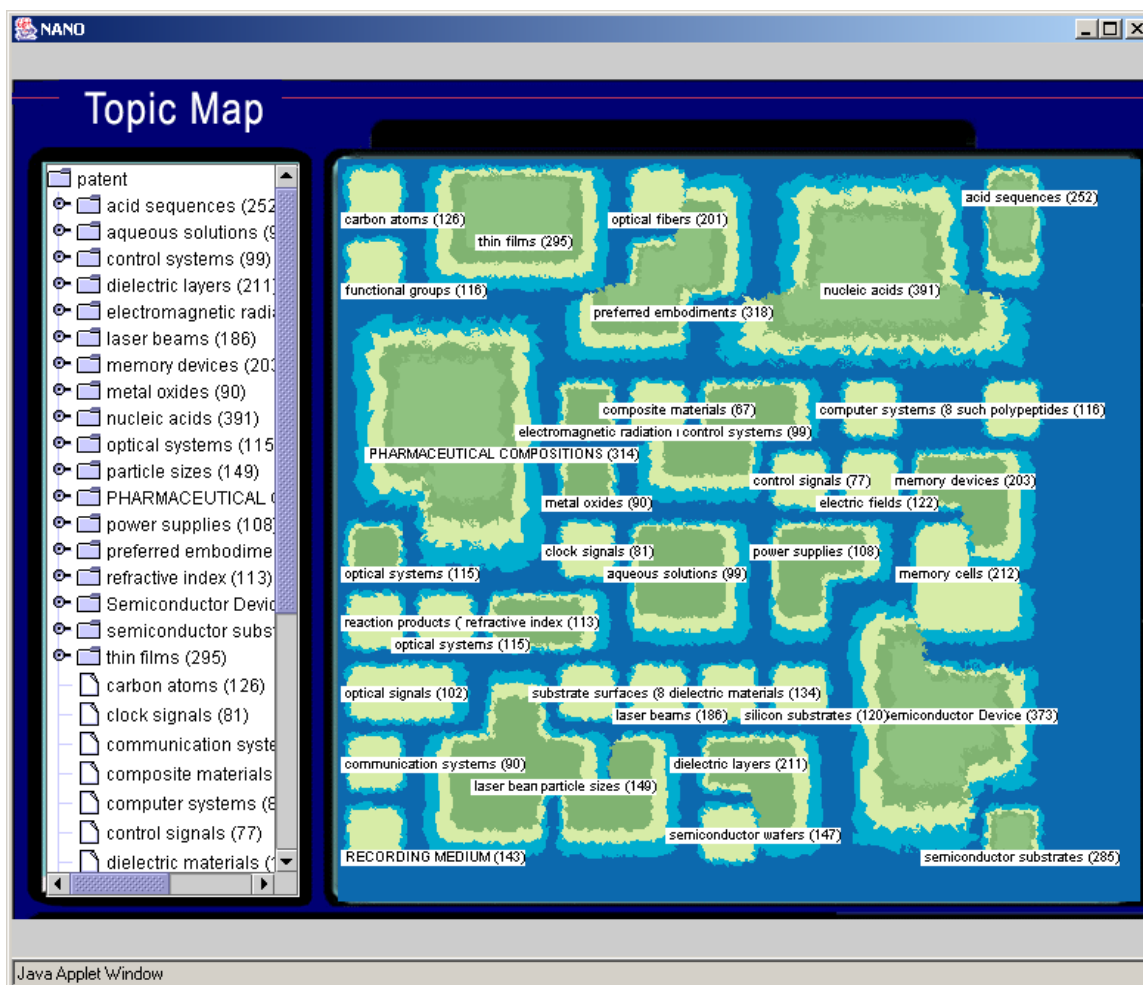 NANO
Topic Map
patent
acid sequences (252
aqueous solutions (9
control systems (99)
dielectric layers (211)
electromagnetic radi
laser beams (186)
memory devices (203
metal oxides (90)
nucleic acids (391)
optical systems (115
particle sizes (149)
PHARMACEUTICAL
power supplies (108)
preferred embodime
refractive index (113)
Semiconductor Devic
semiconductor subst
thin films (295)
carbon atoms (126)
clock signals (81)
communication syste
composite materials
computer systems (8
control signals (77)
dielectric materials (
carbon atoms (126)
thin films (295)
optical fibers (201)
acid sequences (252)
functional groups (116)
preferred embodiments (318)
nucleic acids (391)
composite materials (67)
computer systems (8
such polypeptides (116)
electromagnetic radiation
control systems (99)
PHARMACEUTICAL COMPOSITIONS (314)
control signals (77)
memory devices (203)
metal oxides (90)
electric fields (122)
clock signals (81)
power supplies (108)
optical systems (115)
aqueous solutions (99)
memory cells (212)
reaction products (
refractive index (113)
optical systems (115)
optical signals (102)
substrate surfaces (8
dielectric materials (134)
laser beams (186)
silicon substrates (120)
emiconductor Device (373)
communication systems (90)
dielectric layers (211)
laser bean
particle sizes (149)
semiconductor wafers (147)
RECORDING MEDIUM (143)
semiconductor substrates (285)
Java Applet Window